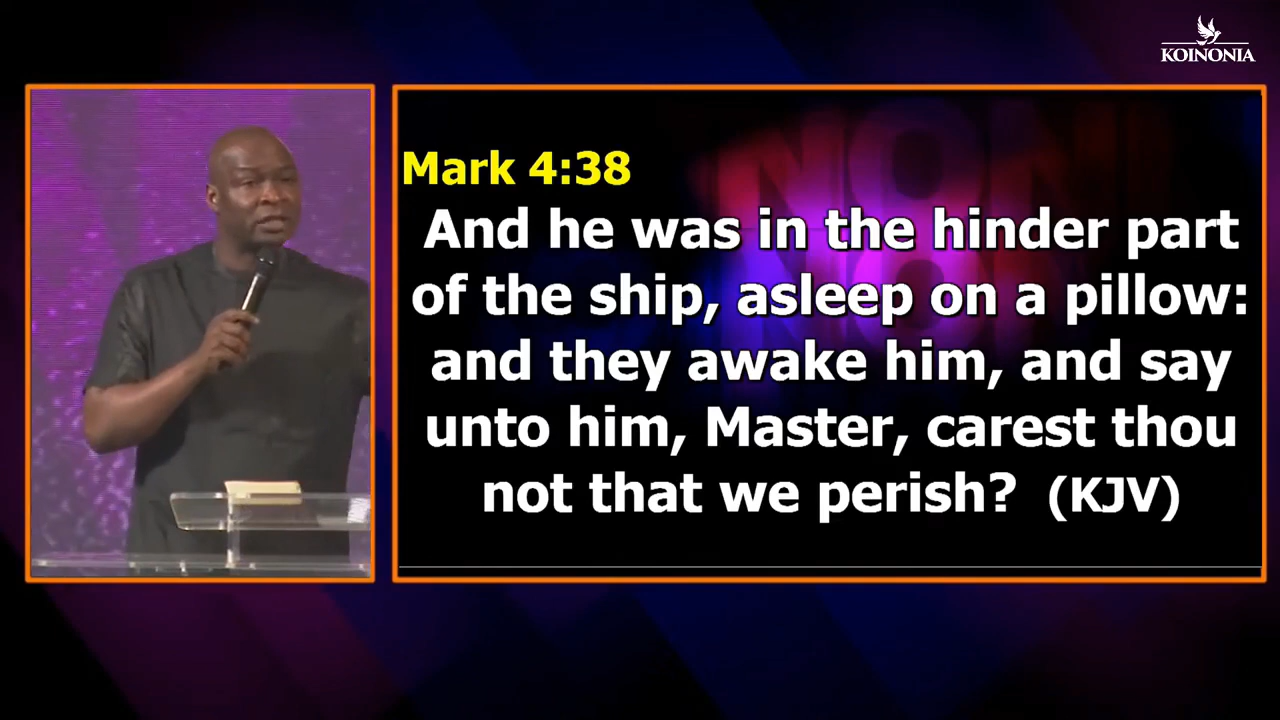 KOINONIA
Mark 4:38
And he was in the hinder part
of the ship, asleep on a pillow:
and they awake him, and say
unto him, Master, carest thou
not that we perish? (KJV)